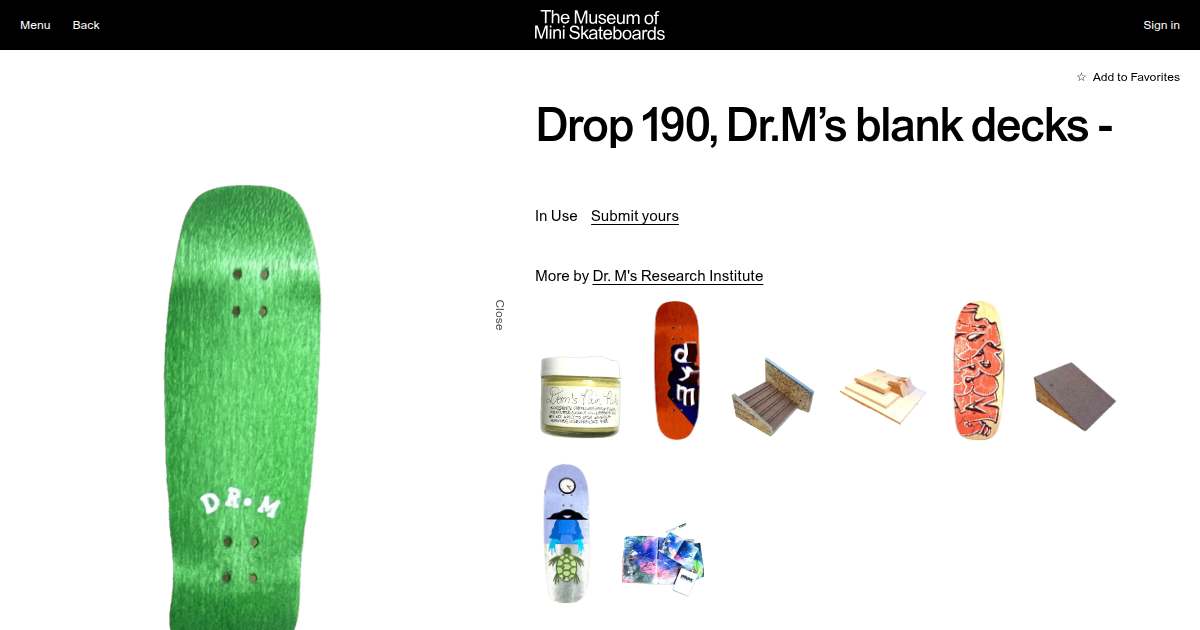 Menu
Back
The Museum of
Mini Skateboards
Sign in
☆ Add to Favorites
Drop 190, Dr.M’s blank decks -
In Use
Submit yours
More by Dr. M's Research Institute
Close
DR.M
drm